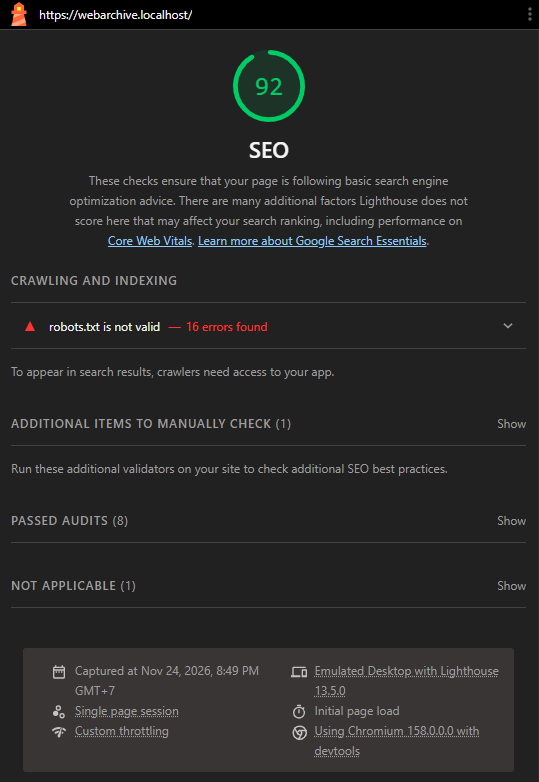 https://webarchive.localhost/
92
SEO
These checks ensure that your page is following basic search engine
optimization advice. There are many additional factors Lighthouse does not
score here that may affect your search ranking, including performance on
Core Web Vitals. Learn more about Google Search Essentials.
CRAWLING AND INDEXING
robots.txt is not valid — 16 errors found
To appear in search results, crawlers need access to your app.
ADDITIONAL ITEMS TO MANUALLY CHECK (1) Show
Run these additional validators on your site to check additional SEO best practices.
PASSED AUDITS (8) Show
NOT APPLICABLE (1) Show
Captured at Nov 24, 2026, 8:49 PM
GMT+7
Emulated Desktop with Lighthouse
13.5.0
Single page session
Initial page load
Custom throttling
Using Chromium 158.0.0.0 with
devtools